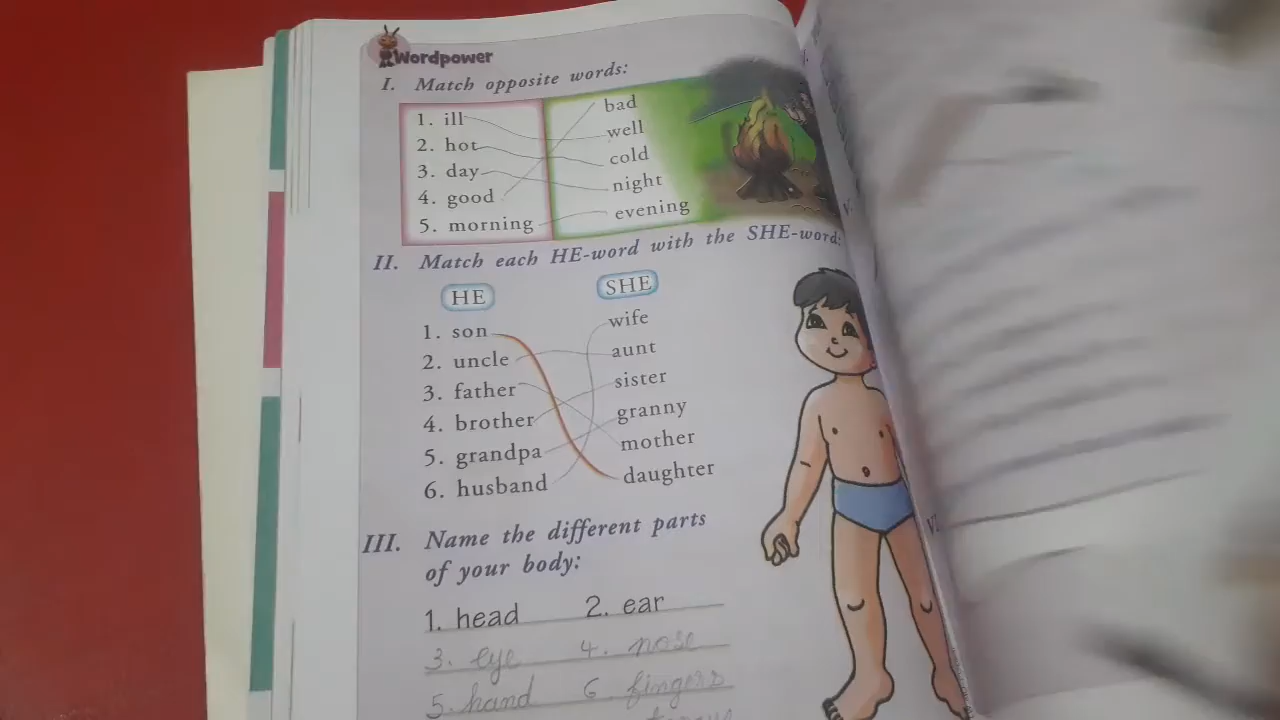 Wordpower
I. Match opposite words:
1. ill bad
2. hot well
3. day cold
4. good night
5. morning evening
II. Match each HE-word with the SHE-word:
HE SHE
1. son wife
2. uncle aunt
3. father sister
4. brother granny
5. grandpa mother
6. husband daughter
III. Name the different parts
of your body:
1. head 2. ear
3. eye 4. nose
5. hand 6. fingers